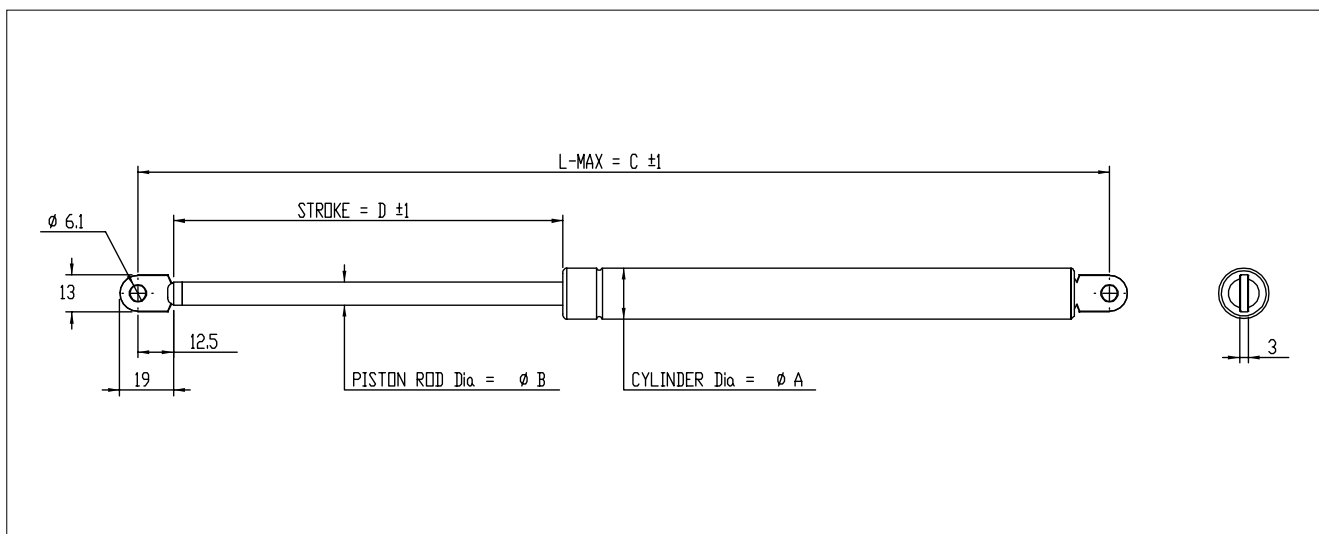 L-MAX = C ±1
STROKE = D ±1
ϕ 6.1
13
12.5
19
PISTON ROD Dia = ϕ B
CYLINDER Dia = ϕ A
3